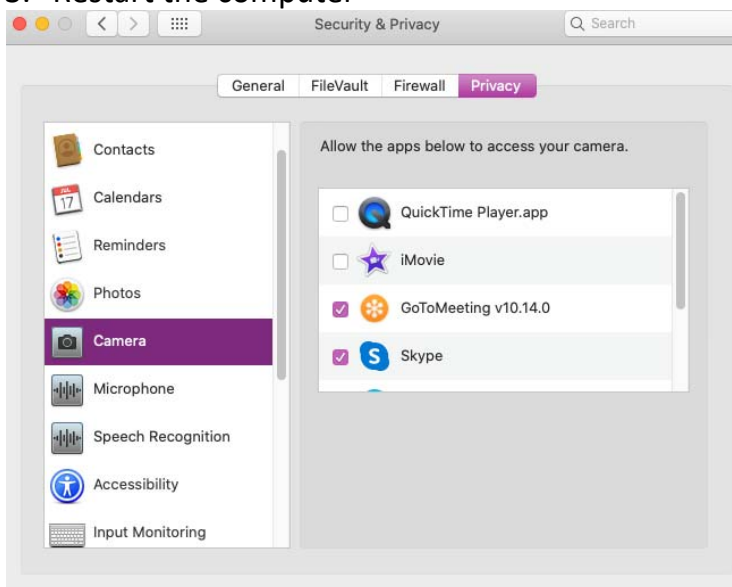 Security & Privacy
Search
General FileVault Firewall Privacy
Contacts
JUL
17
Calendars
Reminders
Photos
Camera
Microphone
Speech Recognition
Accessibility
Input Monitoring
Allow the apps below to access your camera.
QuickTime Player.app
iMovie
GoToMeeting v10.14.0
S
Skype